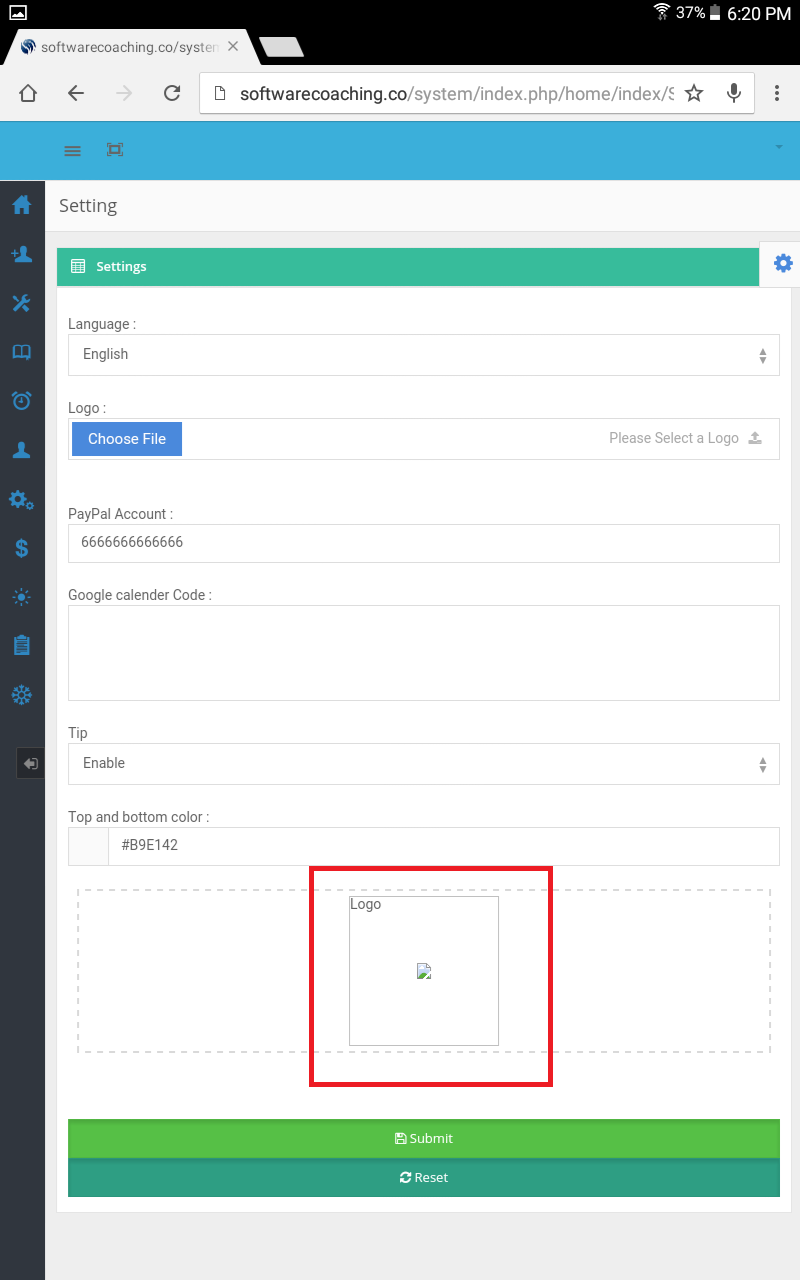 37% 6:20 PM
softwarecoaching.co/system
softwarecoaching.co/system/index.php/home/index/S
Setting
Settings
Language :
English
Logo :
Choose File Please Select a Logo
PayPal Account :
6666666666666
Google calender Code :
Tip
Enable
Top and bottom color :
#B9E142
Logo
Submit
Reset